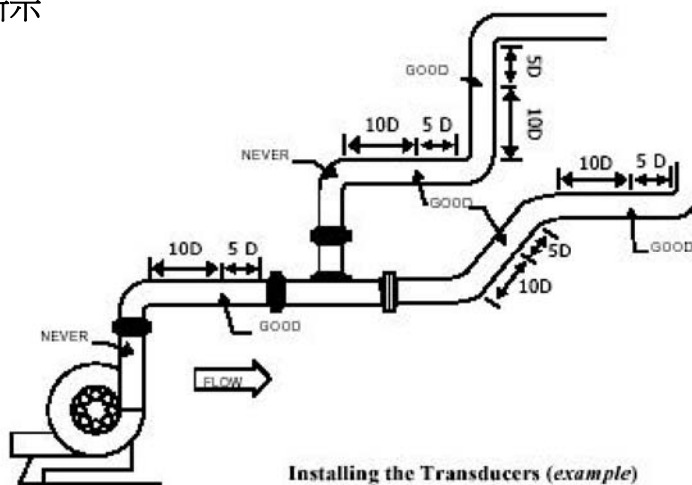 GOOD
5D
10D
10D 5 D
NEVER
10D 5 D
GOOD
GOOD
5D
10D
10D 5 D
GOOD
NEVER
FLOW
Installing the Transducers (example)